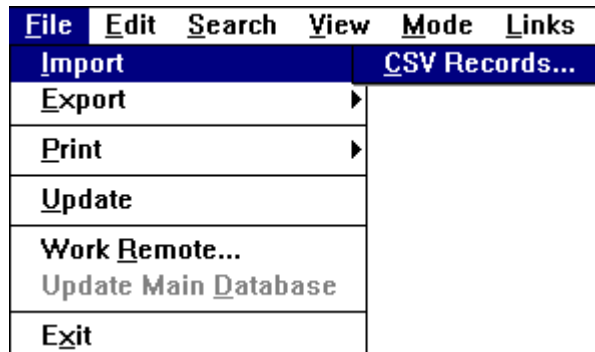 File Edit Search View Mode Links
Import CSV Records...
Export
Print
Update
Work Remote...
Update Main Database
Exit